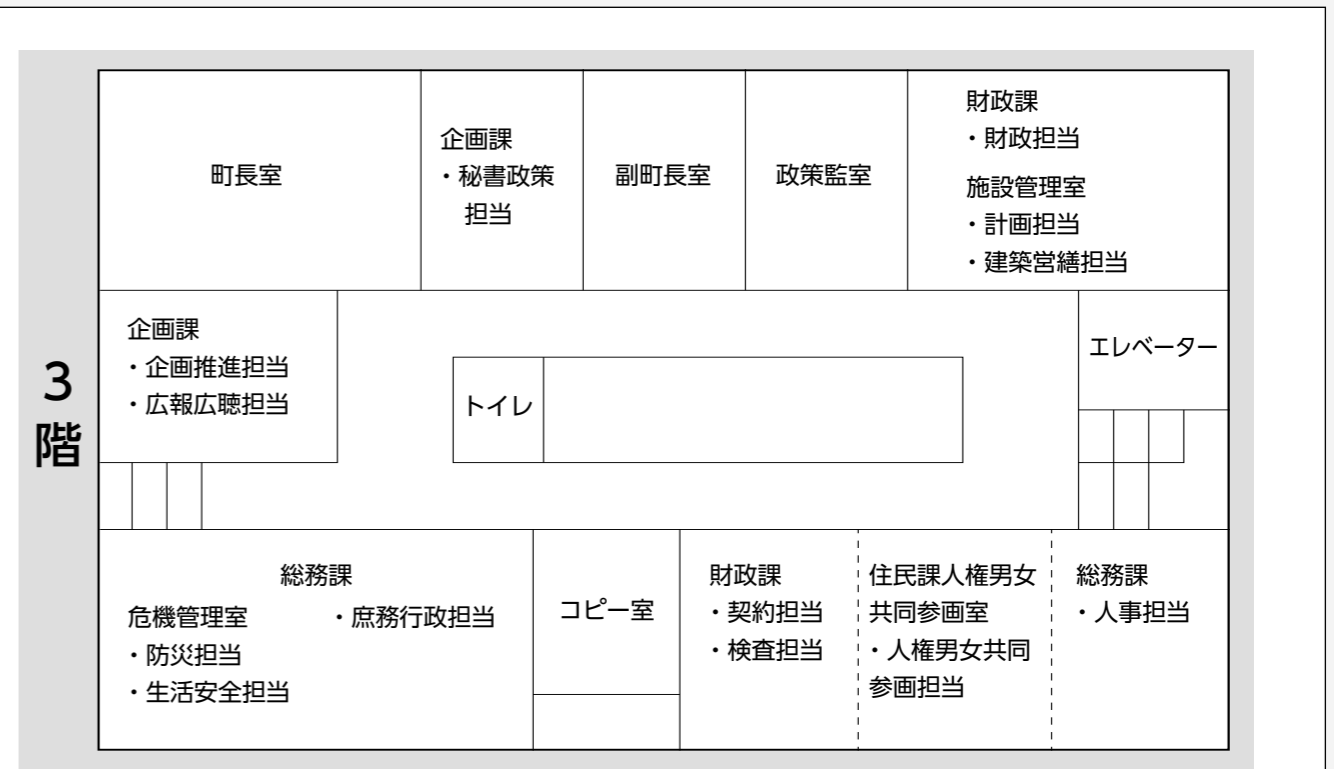 3
階
町長室
企画課
・秘書政策
担当
副町長室
政策監室
財政課
・財政担当
施設管理室
・計画担当
・建築営繕担当
企画課
・企画推進担当
・広報広聴担当
トイレ
エレベーター
総務課
危機管理室
・防災担当
・生活安全担当
・庶務行政担当
コピー室
財政課
・契約担当
・検査担当
住民課人権男女
共同参画室
・人権男女共同
参画担当
総務課
・人事担当